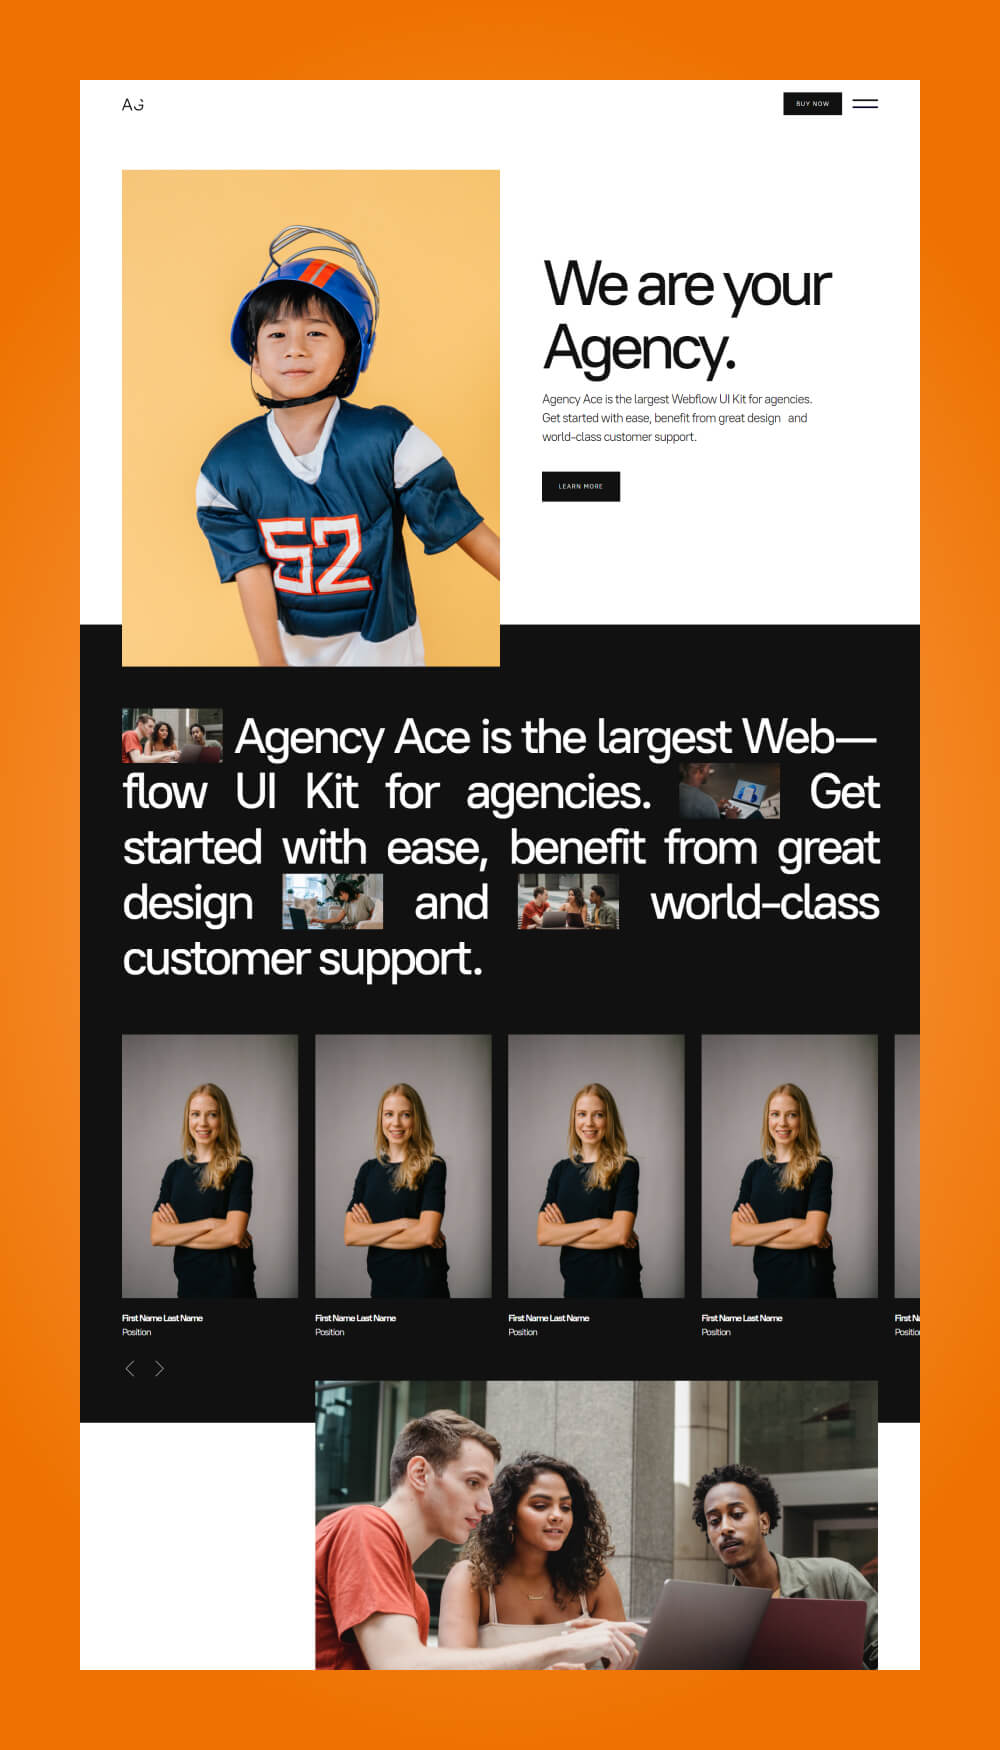 AG
BUY NOW
We are your
Agency.
Agency Ace is the largest Webflow UI Kit for agencies.
Get started with ease, benefit from great design and
world-class customer support.
LEARN MORE
52
Agency Ace is the largest Web—
flow UI Kit for agencies. Get
started with ease, benefit from great
design and world-class
customer support.
First Name Last Name
Position
First Name Last Name
Position
First Name Last Name
Position
First Name Last Name
Position
First Na
Positio